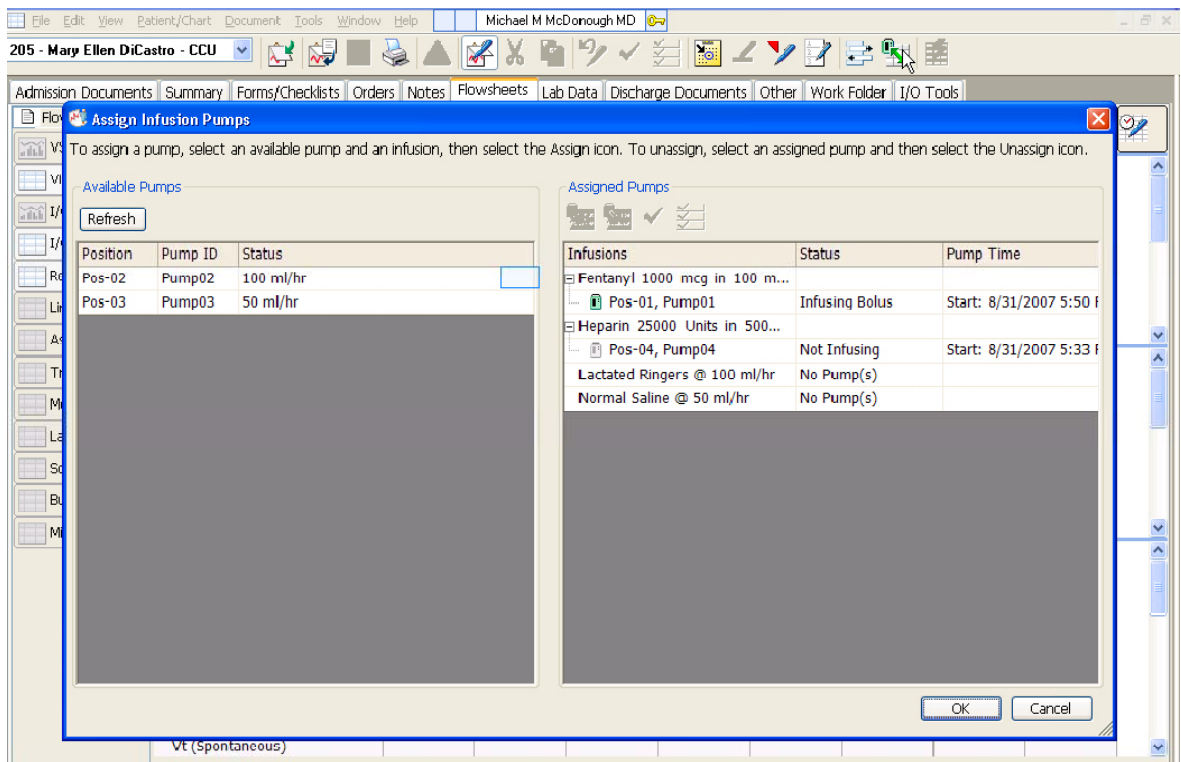 File Edit View Patient/Chart Document Tools Window Help Michael M McDonough MD
205 - Mary Ellen DiCastro - CCU
Admission Documents Summary Forms/Checklists Orders Notes Flowsheets Lab Data Discharge Documents Other Work Folder I/O Tools
Flo
Assign Infusion Pumps
To assign a pump, select an available pump and an infusion, then select the Assign icon. To unassign, select an assigned pump and then select the Unassign icon.
Available Pumps Assigned Pumps
Refresh
Position Pump ID Status Infusions Status Pump Time
Pos-02 Pump02 100 ml/hr Fentanyl 1000 mcg in 100 m...
Pos-03 Pump03 50 ml/hr Pos-01, Pump01 Infusing Bolus Start: 8/31/2007 5:50
Heparin 25000 Units in 500...
Pos-04, Pump04 Not Infusing Start: 8/31/2007 5:33
Lactated Ringers @ 100 ml/hr No Pump(s)
Normal Saline @ 50 ml/hr No Pump(s)
OK Cancel
Vt (Spontaneous)